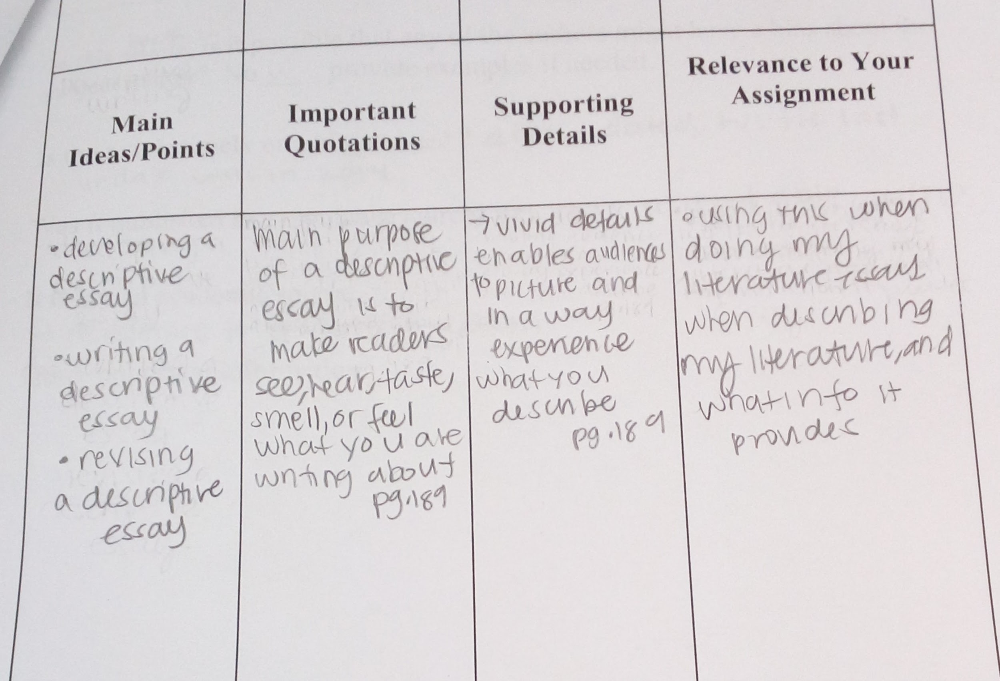 Main
Ideas/Points
Important
Quotations
Supporting
Details
Relevance to Your
Assignment
•developing a
descriptive
essay
•writing a
descriptive
essay
• revising
a descriptive
essay
main purpose
of a descriptive
essay is to
make readers
see, hear, taste,
smell, or feel
what you are
writing about
pg.189
→ vivid details
enables audiences
to picture and
in a way
experience
what you
describe
pg.189
• using this when
doing my
literature essays
when describing
my literature, and
what info it
provides